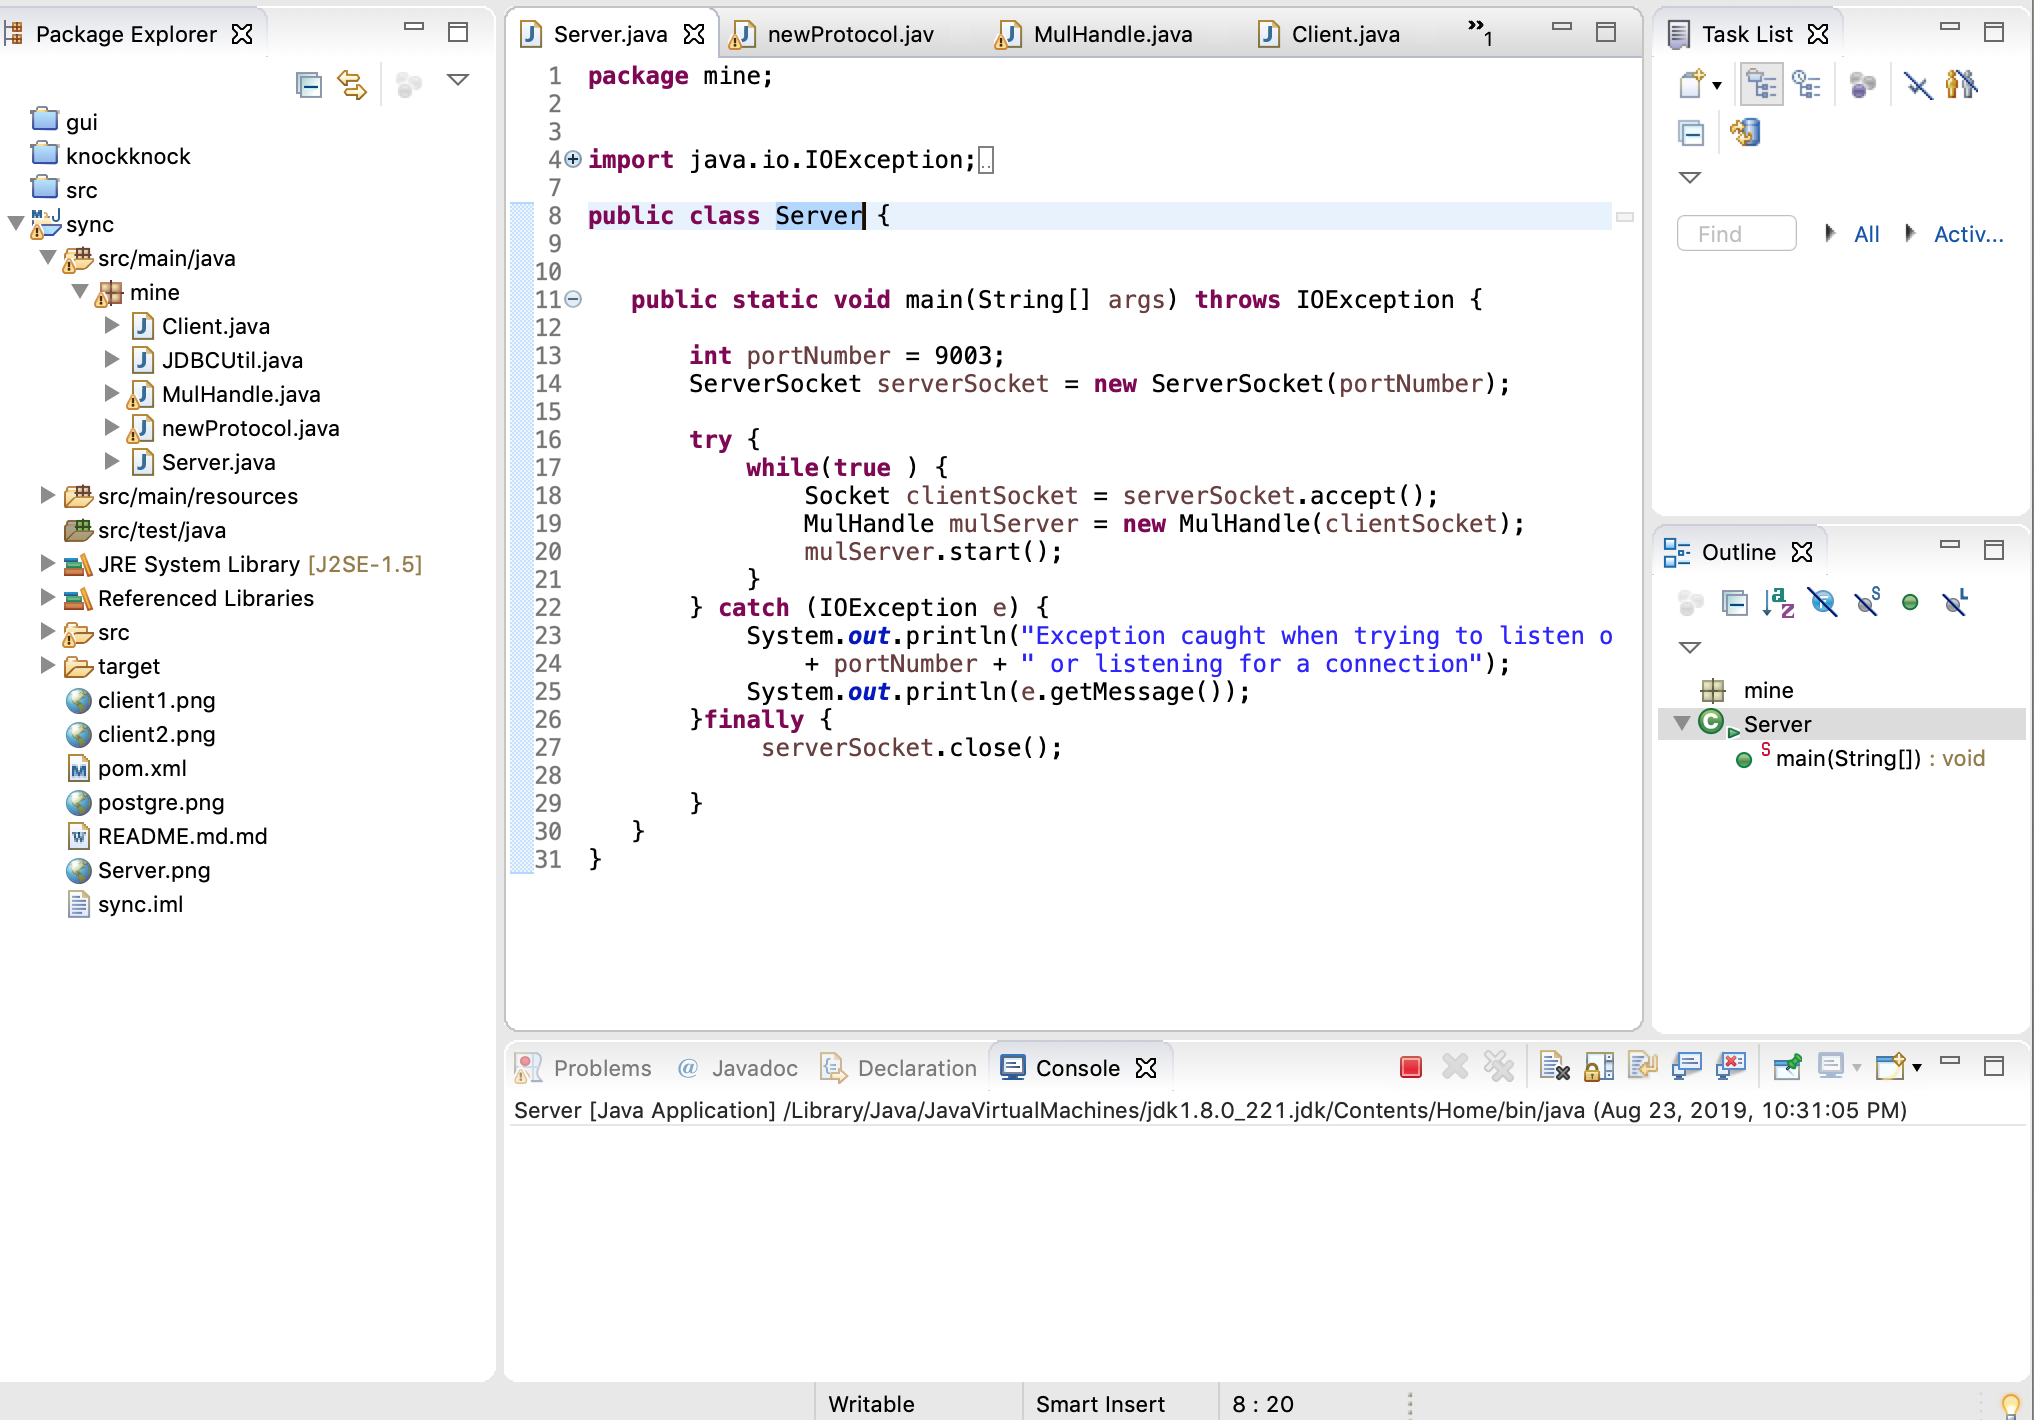 Package Explorer
gui
knockknock
src
sync
src/main/java
mine
Client.java
JDBCUtil.java
MulHandle.java
newProtocol.java
Server.java
src/main/resources
src/test/java
JRE System Library [J2SE-1.5]
Referenced Libraries
src
target
client1.png
client2.png
pom.xml
postgre.png
README.md.md
Server.png
sync.iml
Server.java newProtocol.jav MulHandle.java Client.java »1
1 package mine;
2
3
4 import java.io.IOException;
7
8 public class Server {
9
10
11 public static void main(String[] args) throws IOException {
12
13 int portNumber = 9003;
14 ServerSocket serverSocket = new ServerSocket(portNumber);
15
16 try {
17 while(true ) {
18 Socket clientSocket = serverSocket.accept();
19 MulHandle mulServer = new MulHandle(clientSocket);
20 mulServer.start();
21 }
22 } catch (IOException e) {
23 System.out.println("Exception caught when trying to listen o
24 + portNumber + " or listening for a connection");
25 System.out.println(e.getMessage());
26 }finally {
27 serverSocket.close();
28
29 }
30 }
31 }
Task List
Find All Activ...
Outline
mine
Server
main(String[]) : void
Problems @ Javadoc Declaration Console
Server [Java Application] /Library/Java/JavaVirtualMachines/jdk1.8.0_221.jdk/Contents/Home/bin/java (Aug 23, 2019, 10:31:05 PM)
Writable Smart Insert 8 : 20